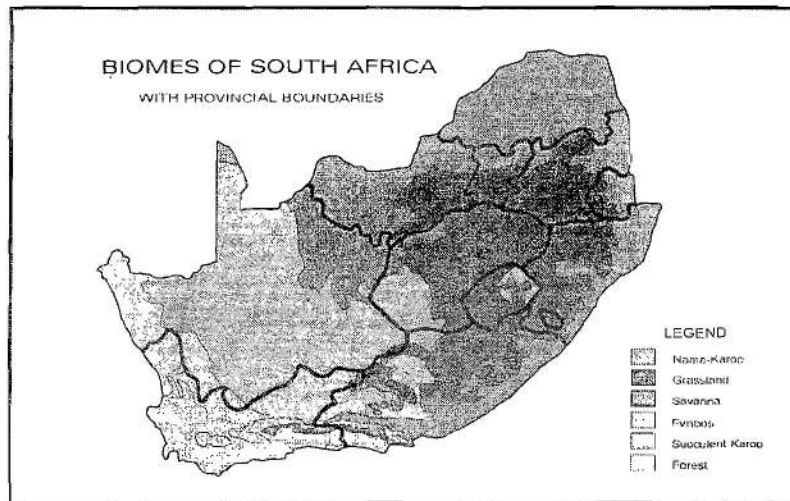 BIOMES OF SOUTH AFRICA
WITH PROVINCIAL BOUNDARIES
LEGEND
Nama-Karoo
Grassland
Savanna
Fynbos
Succulent Karoo
Forest